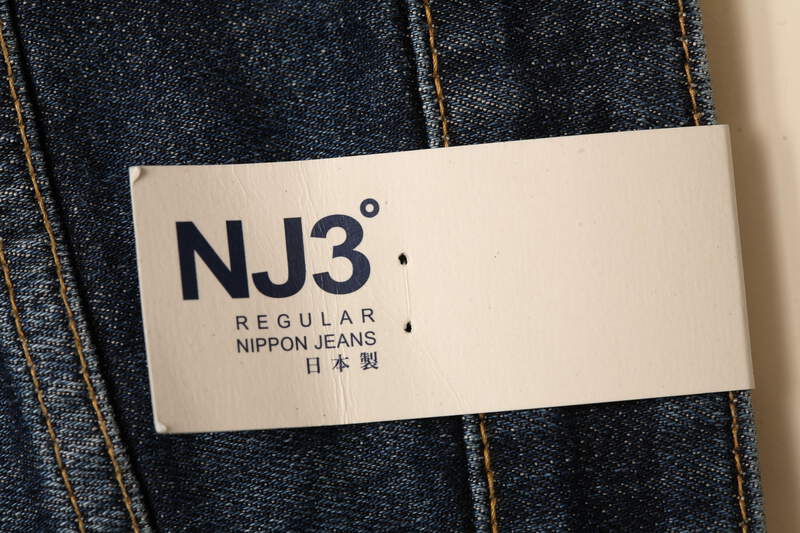 NJ3°
REGULAR
NIPPON JEANS
日本製